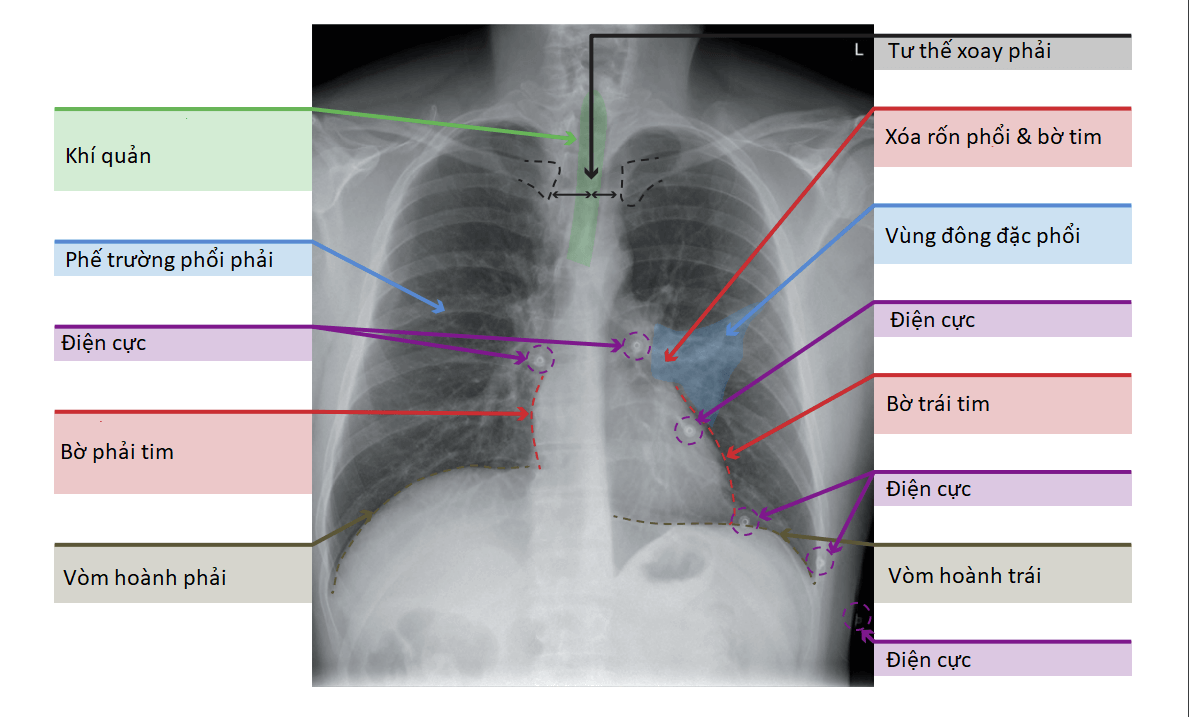 L
Tư thế xoay phải
Xóa rốn phổi & bờ tim
Khí quản
Vùng đông đặc phổi
Phế trường phổi phải
Điện cực
Điện cực
Bờ trái tim
Bờ phải tim
Điện cực
Vòm hoành phải
Vòm hoành trái
Điện cực